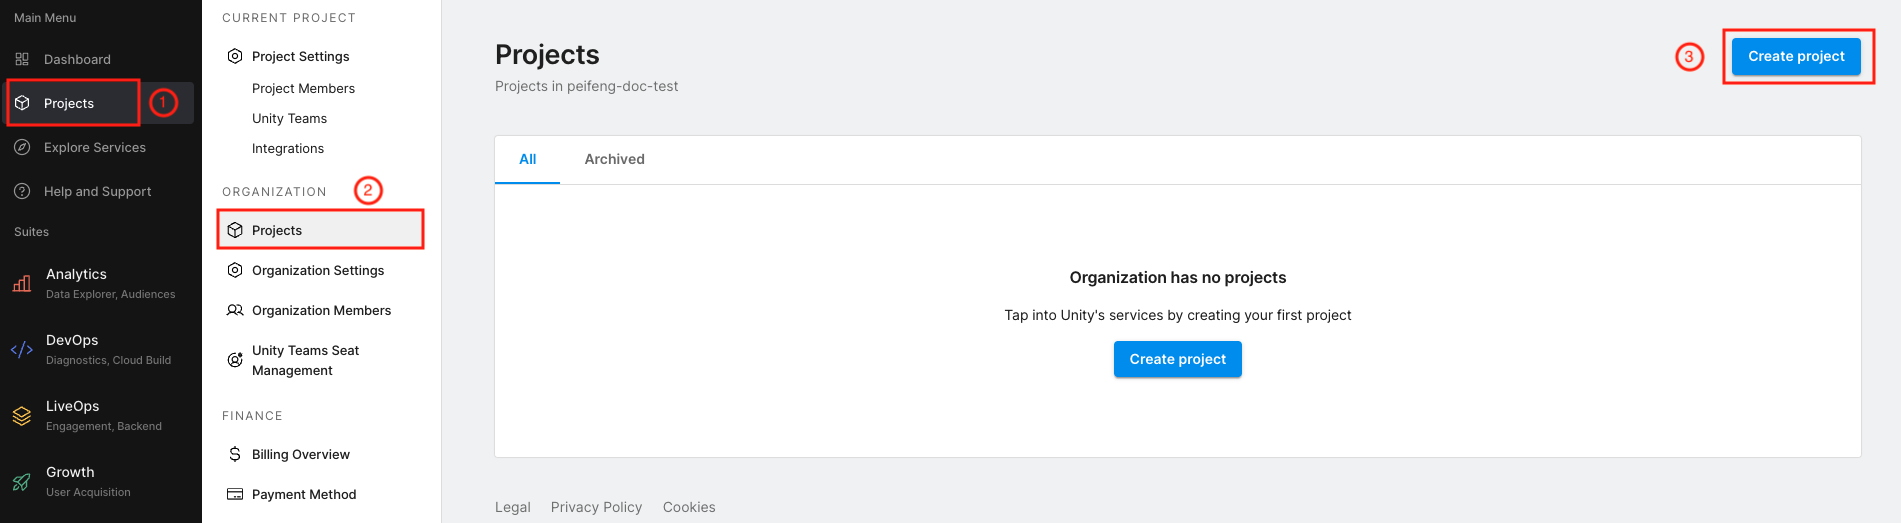 Main Menu
Dashboard
Projects
1
Explore Services
Help and Support
Suites
Analytics
Data Explorer, Audiences
DevOps
Diagnostics, Cloud Build
LiveOps
Engagement, Backend
Growth
User Acquisition
CURRENT PROJECT
Project Settings
Project Members
Unity Teams
Integrations
ORGANIZATION
2
Projects
Organization Settings
Organization Members
Unity Teams Seat
Management
FINANCE
Billing Overview
Payment Method
Projects
Projects in peifeng-doc-test
3
Create project
All
Archived
Organization has no projects
Tap into Unity's services by creating your first project
Create project
Legal
Privacy Policy
Cookies